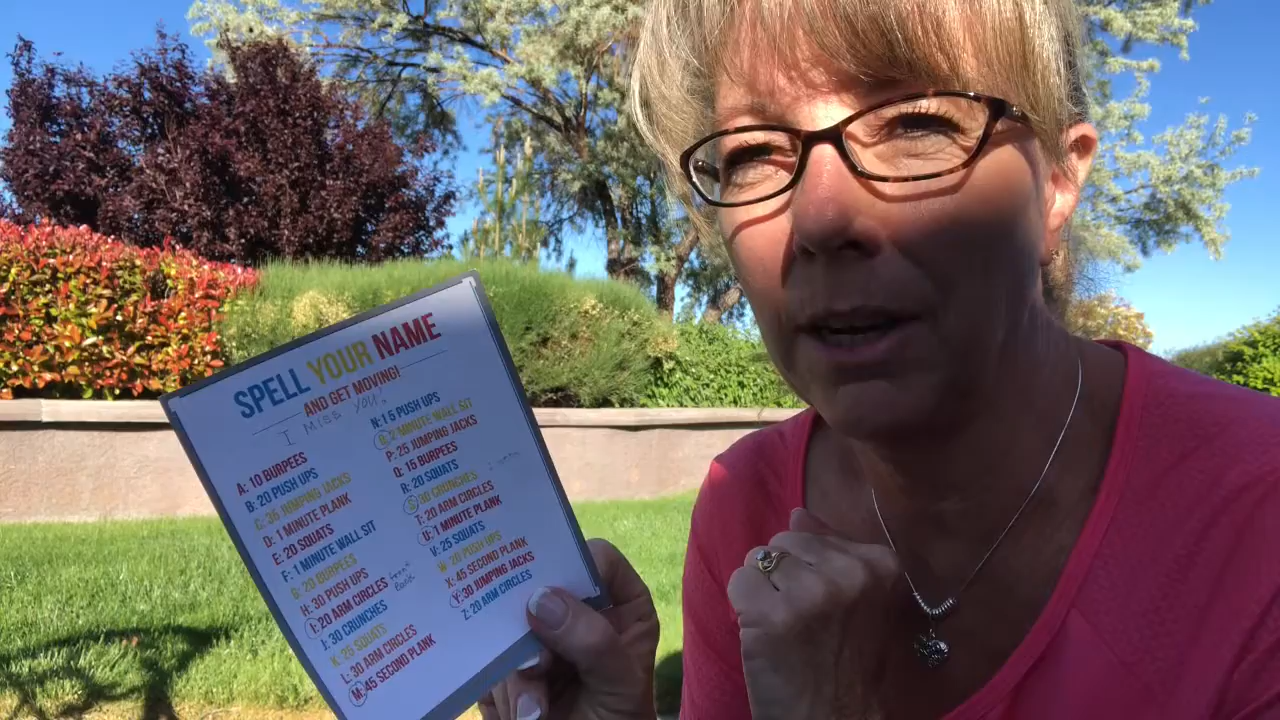 SPELL YOUR NAME
AND GET MOVING!
I MISS YOU.
A: 10 BURPEES
B: 20 PUSH UPS
C: 35 JUMPING JACKS
D: 1 MINUTE PLANK
E: 20 SQUATS
F: 1 MINUTE WALL SIT
G: 20 BURPEES
H: 30 PUSH UPS
I: 20 ARM CIRCLES
J: 30 CRUNCHES
K: 25 SQUATS
L: 30 ARM CIRCLES
M: 45 SECOND PLANK
N: 15 PUSH UPS
O: 2 MINUTE WALL SIT
P: 25 JUMPING JACKS
Q: 15 BURPEES
R: 20 SQUATS
S: 30 CRUNCHES
T: 20 ARM CIRCLES
U: 1 MINUTE PLANK
V: 25 SQUATS
W: 20 PUSH UPS
X: 45 SECOND PLANK
Y: 30 JUMPING JACKS
Z: 20 ARM CIRCLES